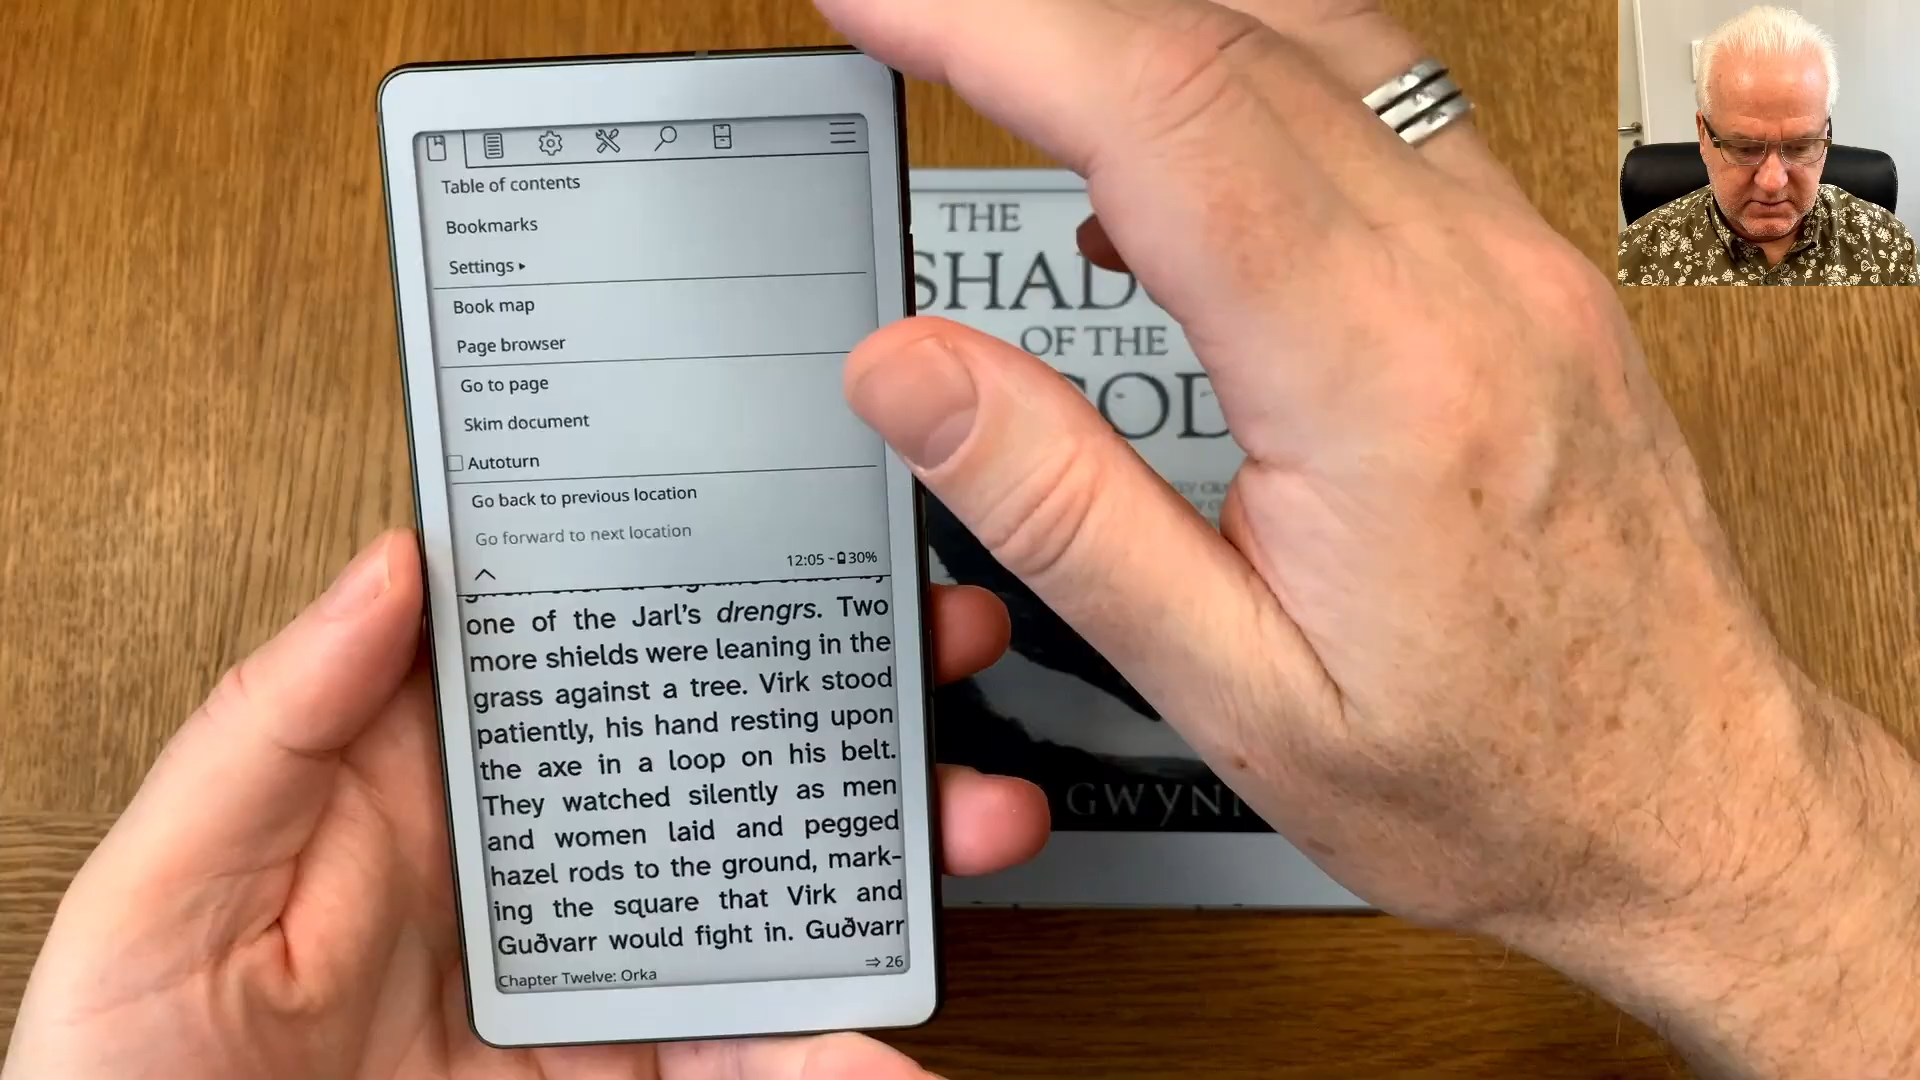 Table of contents
Bookmarks
Settings ▸
Book map
Page browser
Go to page
Skim document
Autoturn
Go back to previous location
Go forward to next location
12:05 ~ 30%
one of the Jarl’s drengrs. Two
more shields were leaning in the
grass against a tree. Virk stood
patiently, his hand resting upon
the axe in a loop on his belt.
They watched silently as men
and women laid and pegged
hazel rods to the ground, mark-
ing the square that Virk and
Guðvarr would fight in. Guðvarr
Chapter Twelve: Orka
⇒ 26
THE
SHAD
OF THE
GOD
GWYN